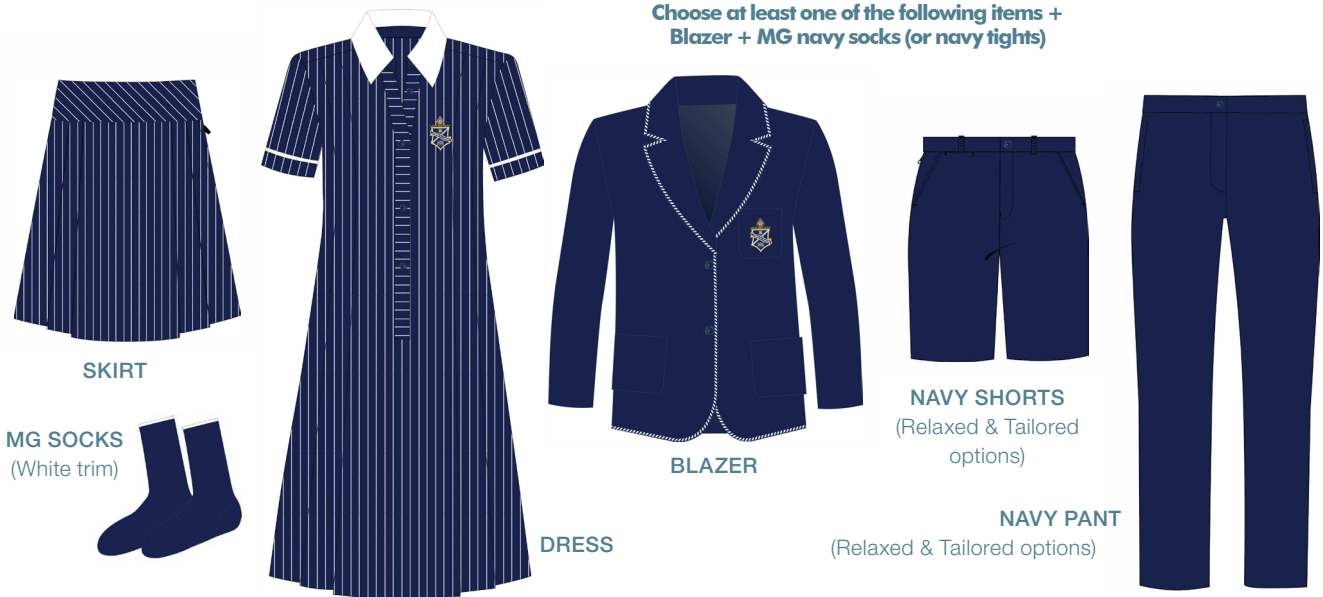 Choose at least one of the following items +
Blazer + MG navy socks (or navy tights)
SKIRT
MG SOCKS
(White trim)
DRESS
BLAZER
NAVY SHORTS
(Relaxed & Tailored
options)
NAVY PANT
(Relaxed & Tailored options)